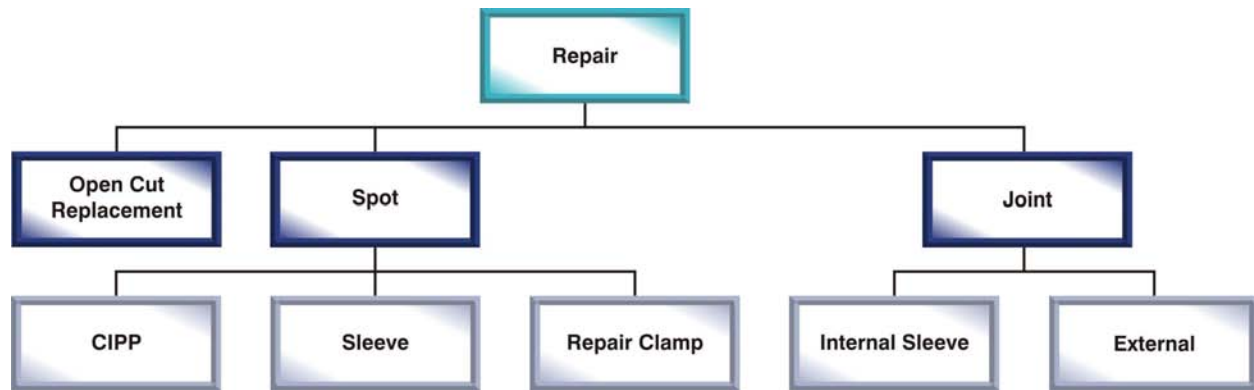 Repair
Open Cut
Replacement
Spot
Joint
CIPP
Sleeve
Repair Clamp
Internal Sleeve
External